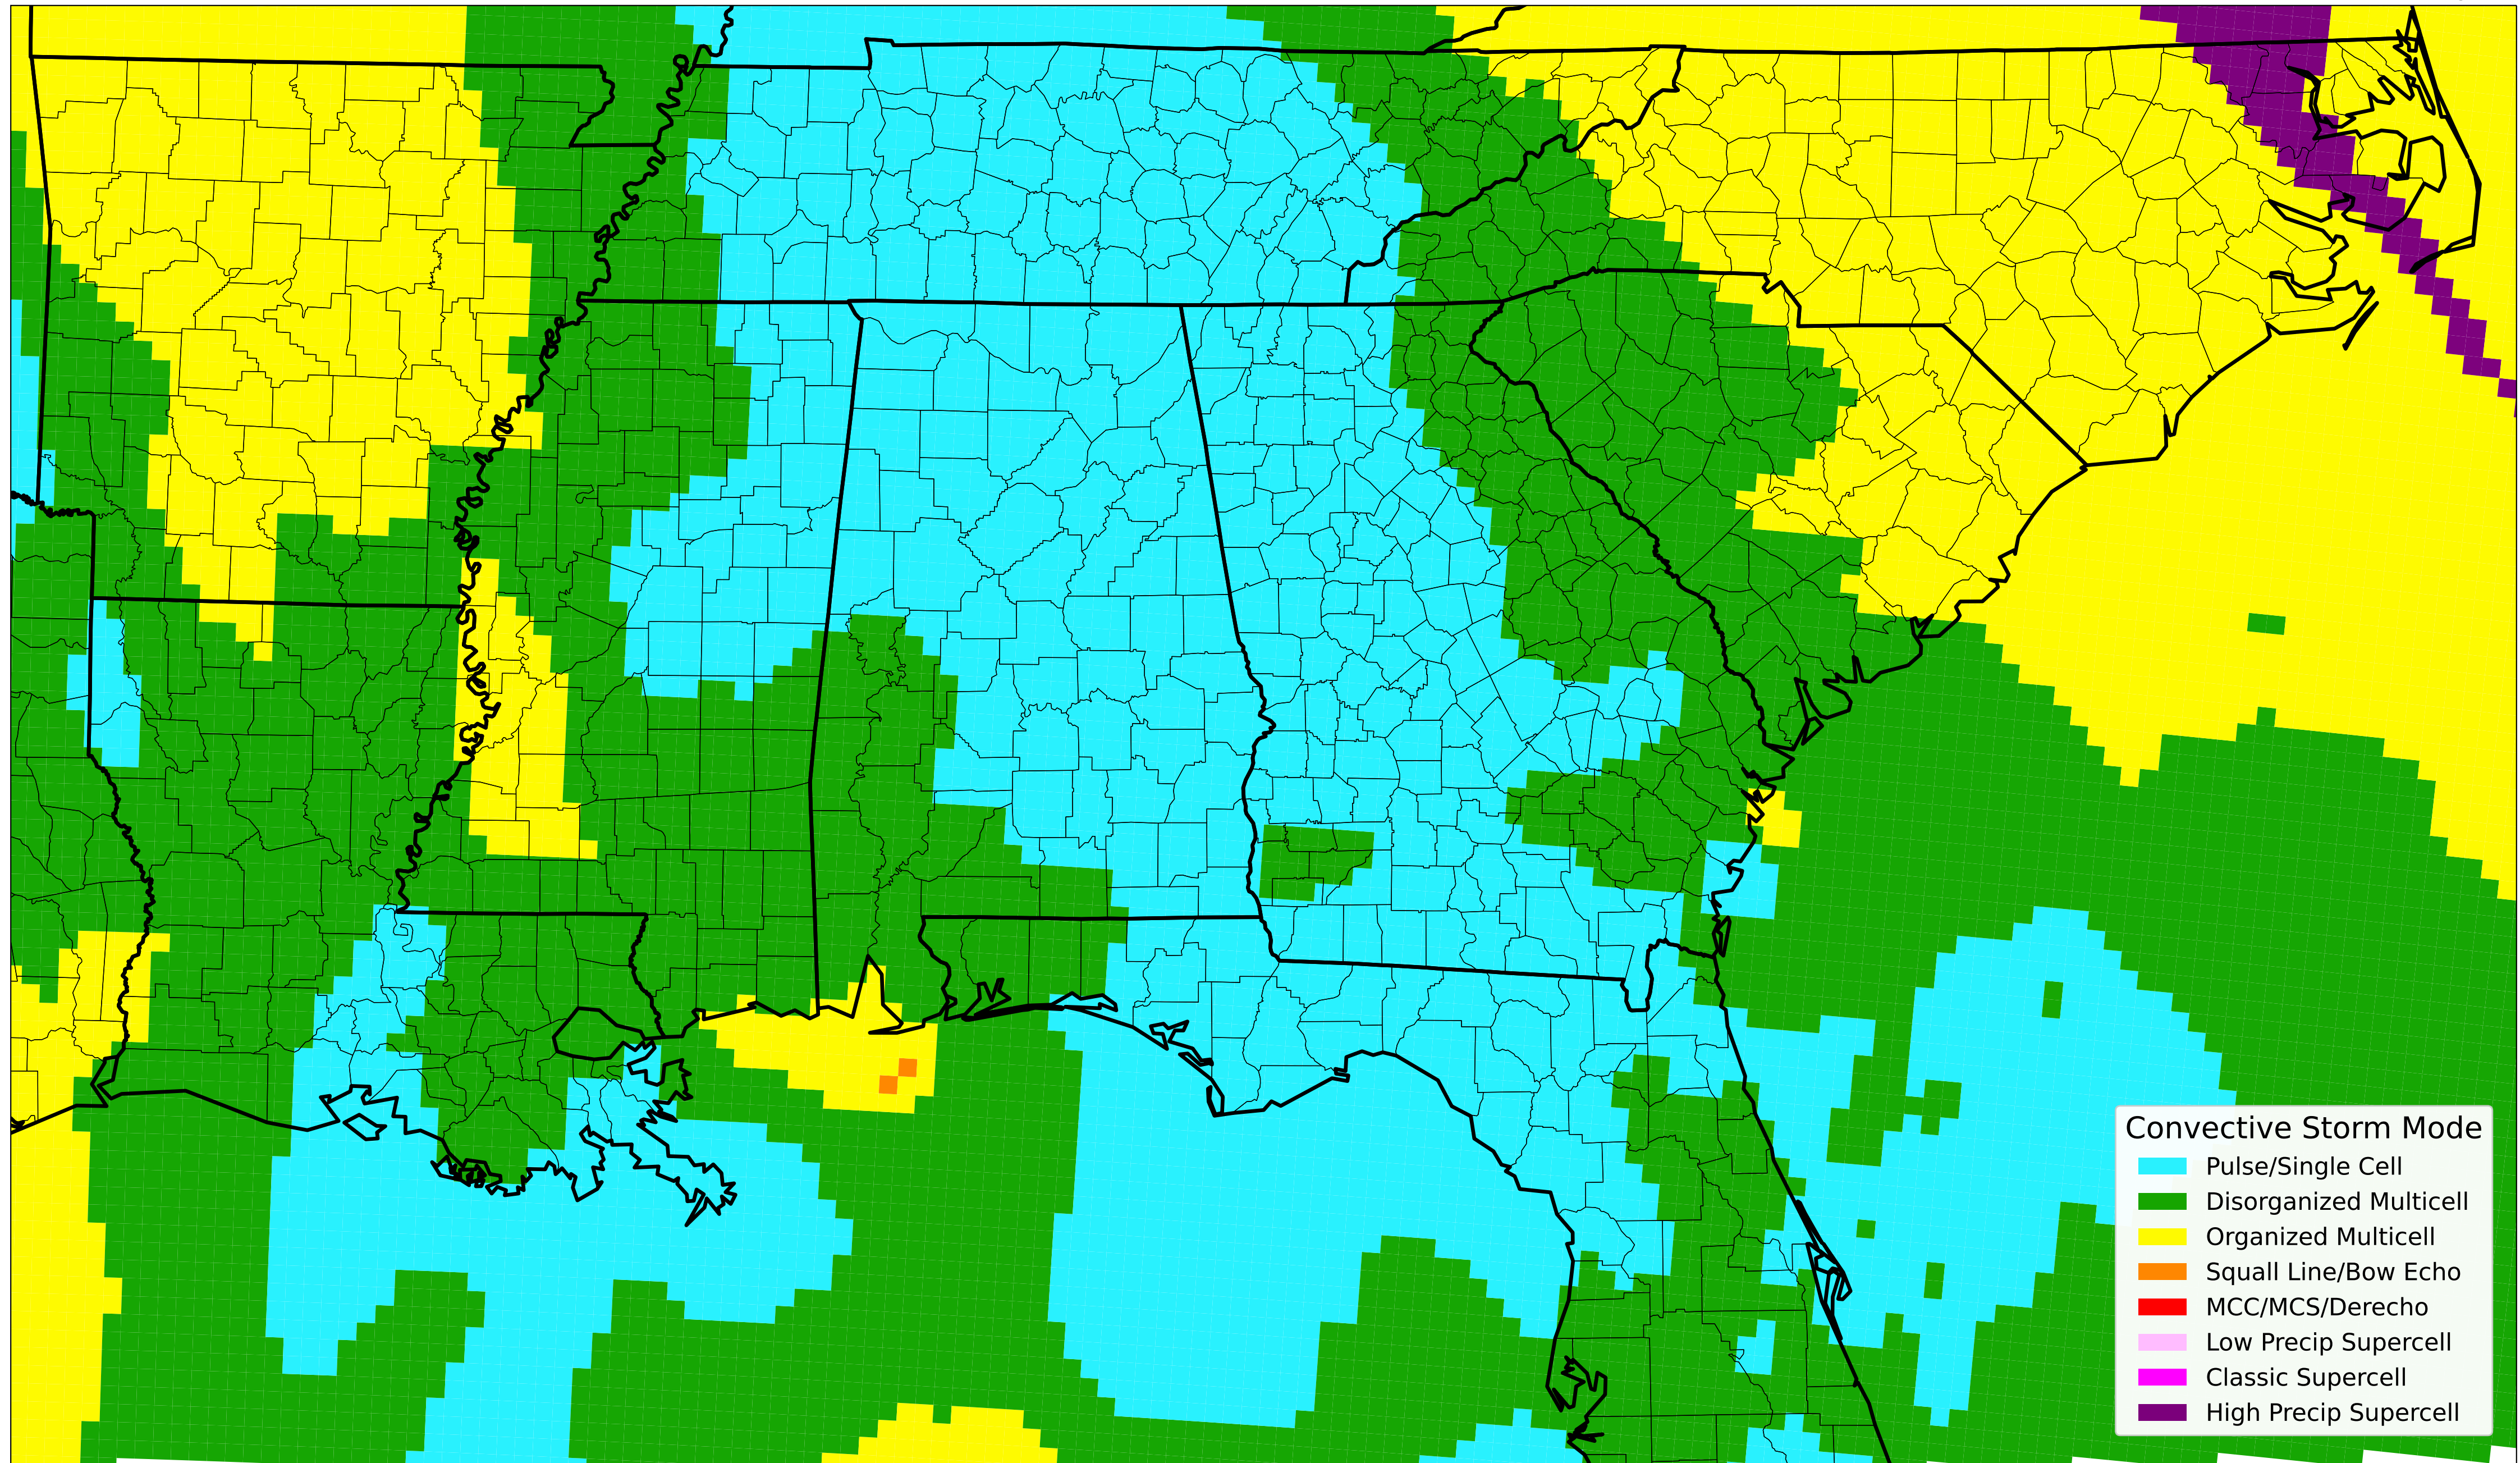 Convective Storm Mode
Pulse/Single Cell
Disorganized Multicell
Organized Multicell
Squall Line/Bow Echo
MCC/MCS/Derecho
Low Precip Supercell
Classic Supercell
High Precip Supercell